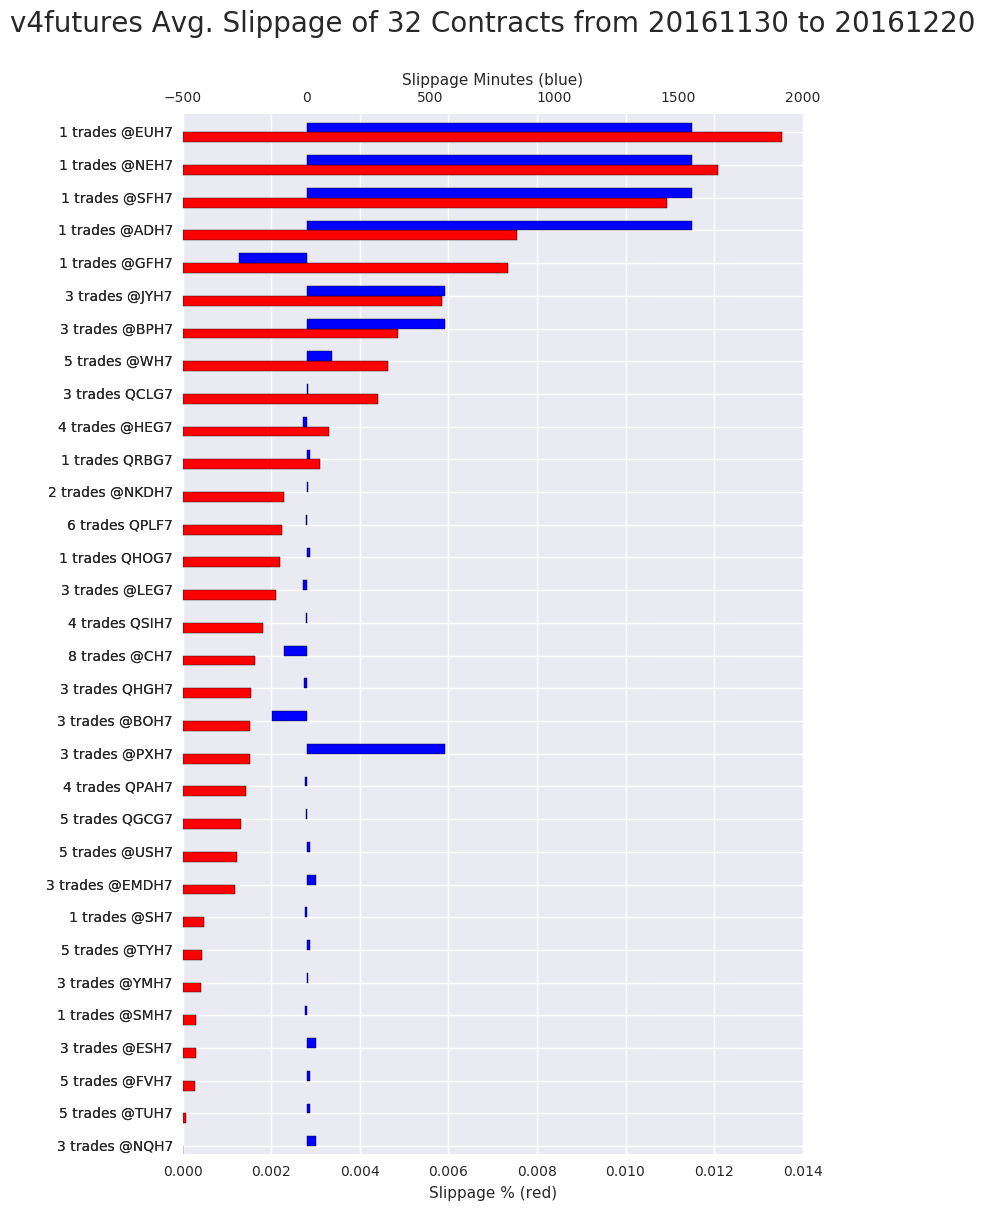 v4futures Avg. Slippage of 32 Contracts from 20161130 to 20161220
Slippage Minutes (blue)
−500 0 500 1000 1500 2000
1 trades @EUH7
1 trades @NEH7
1 trades @SFH7
1 trades @ADH7
1 trades @GFH7
3 trades @JYH7
3 trades @BPH7
5 trades @WH7
3 trades QCLG7
4 trades @HEG7
1 trades QRBG7
2 trades @NKDH7
6 trades QPLF7
1 trades QHOG7
3 trades @LEG7
4 trades QSIH7
8 trades @CH7
3 trades QHGH7
3 trades @BOH7
3 trades @PXH7
4 trades QPAH7
5 trades QGCG7
5 trades @USH7
3 trades @EMDH7
1 trades @SH7
5 trades @TYH7
3 trades @YMH7
1 trades @SMH7
3 trades @ESH7
5 trades @FVH7
5 trades @TUH7
3 trades @NQH7
0.000 0.002 0.004 0.006 0.008 0.010 0.012 0.014
Slippage % (red)